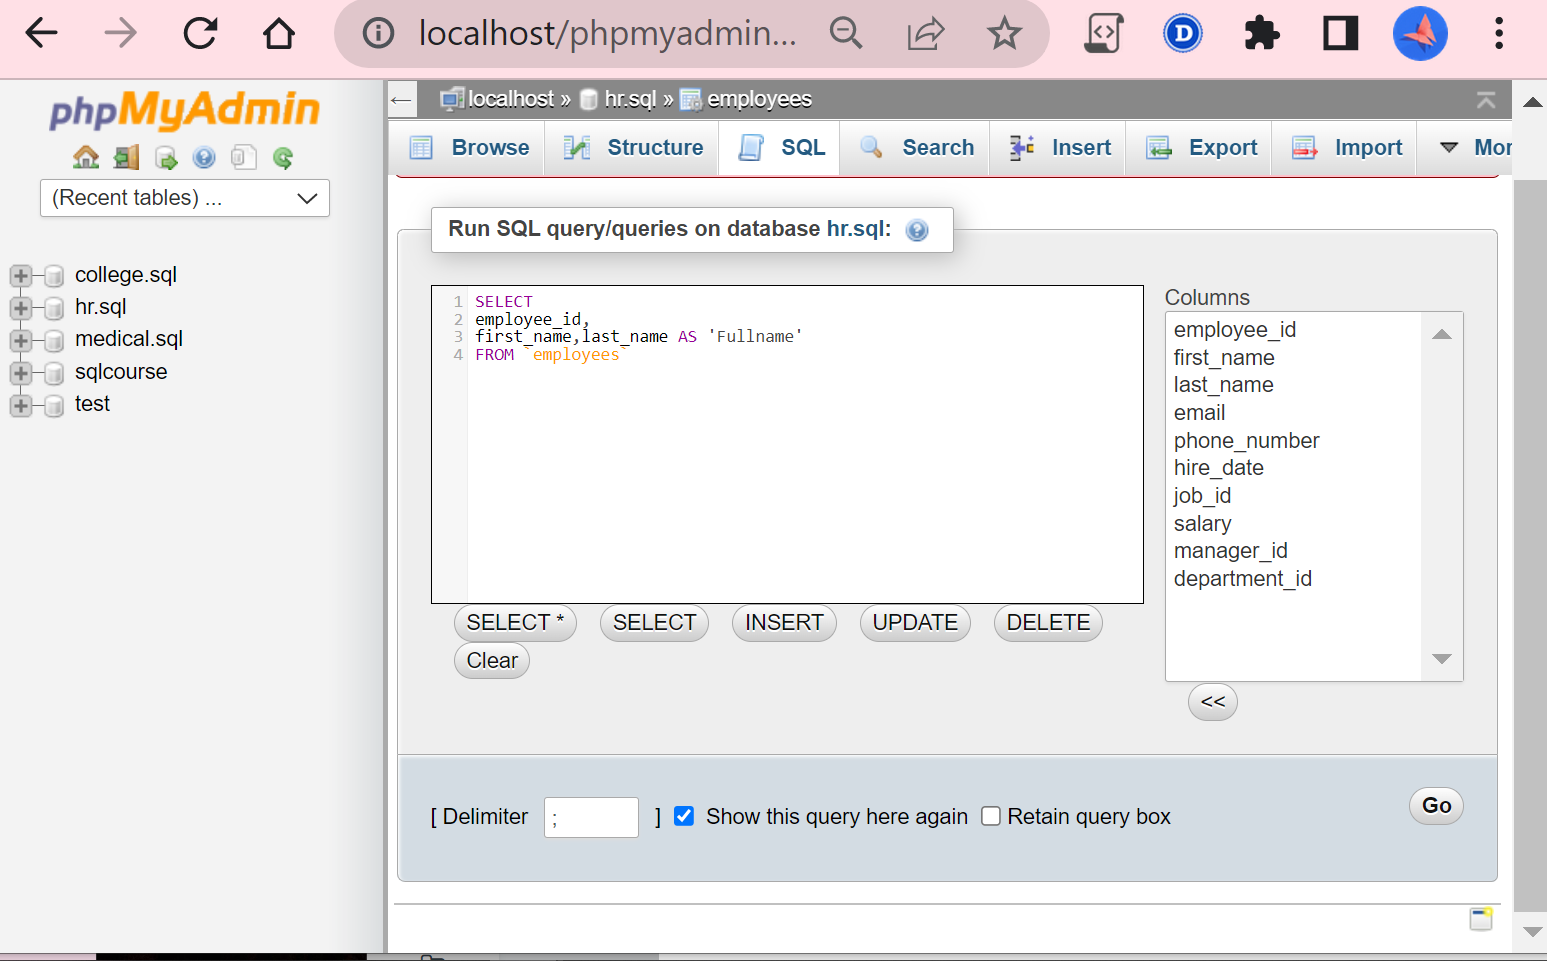 localhost/phpmyadmin...
phpMyAdmin
(Recent tables) ...
college.sql
hr.sql
medical.sql
sqlcourse
test
localhost » hr.sql » employees
Browse Structure SQL Search Insert Export Import Mor
Run SQL query/queries on database hr.sql:
1 SELECT
2 employee_id,
3 first_name,last_name AS 'Fullname'
4 FROM `employees`
Columns
employee_id
first_name
last_name
email
phone_number
hire_date
job_id
salary
manager_id
department_id
SELECT * SELECT INSERT UPDATE DELETE
Clear
<<
[ Delimiter ; ] Show this query here again Retain query box
Go